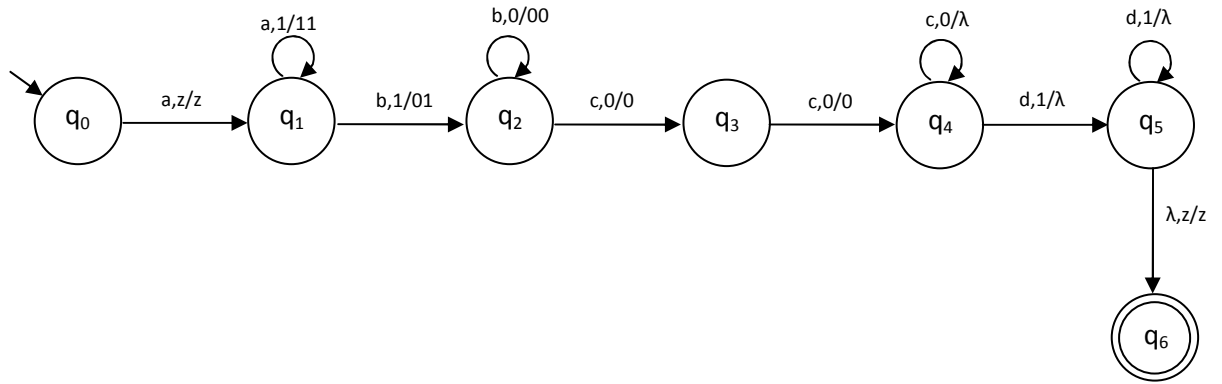 a,1/11
b,0/00
c,0/λ
d,1/λ
q0 a,z/z q1 b,1/01 q2 c,0/0 q3 c,0/0 q4 d,1/λ q5
λ,z/z
q6